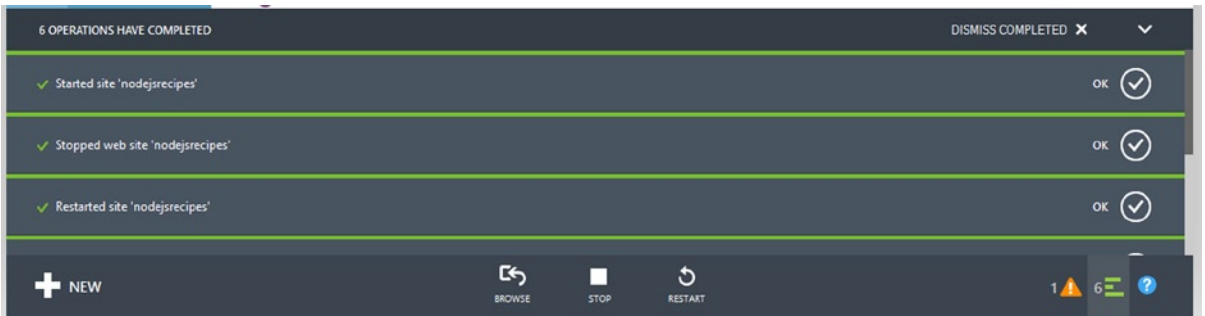 6 OPERATIONS HAVE COMPLETED DISMISS COMPLETED
Started site 'nodejsrecipes' OK
Stopped web site 'nodejsrecipes' OK
Restarted site 'nodejsrecipes' OK
NEW BROWSE STOP RESTART 1 6 ?